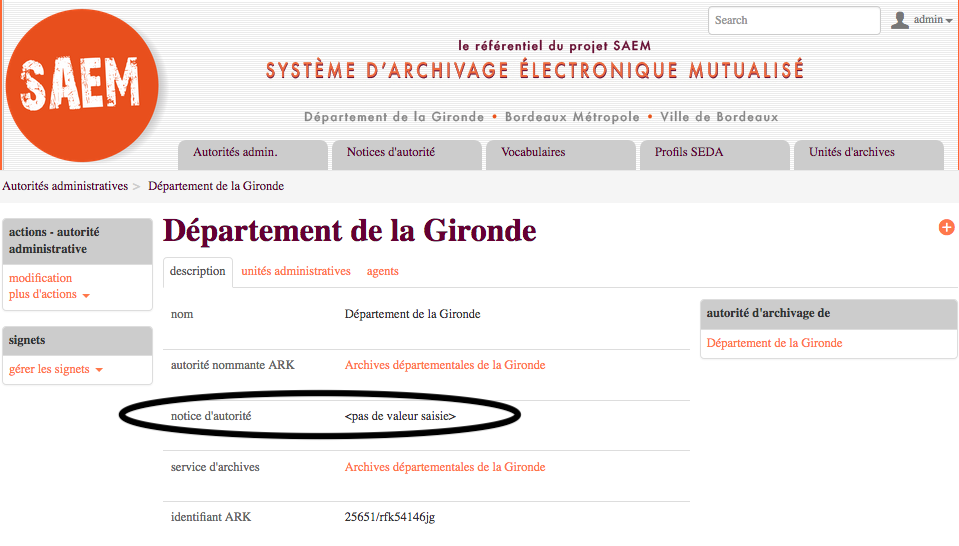 Search
admin
SAEM
le référentiel du projet SAEM
SYSTÈME D'ARCHIVAGE ÉLECTRONIQUE MUTUALISÉ
Département de la Gironde • Bordeaux Métropole • Ville de Bordeaux
Autorités admin.
Notices d'autorité
Vocabulaires
Profils SEDA
Unités d'archives
Autorités administratives > Département de la Gironde
actions - autorité
administrative
modification
plus d'actions
signets
gérer les signets
Département de la Gironde
description
unités administratives
agents
nom Département de la Gironde
autorité nommante ARK Archives départementales de la Gironde
notice d'autorité <pas de valeur saisie>
service d'archives Archives départementales de la Gironde
identifiant ARK 25651/rfk54146jg
autorité d'archivage de
Département de la Gironde